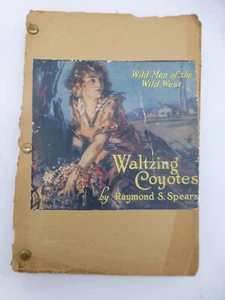 Wild Men of the
Wild West
Waltzing
Coyotes
by Raymond S. Spears